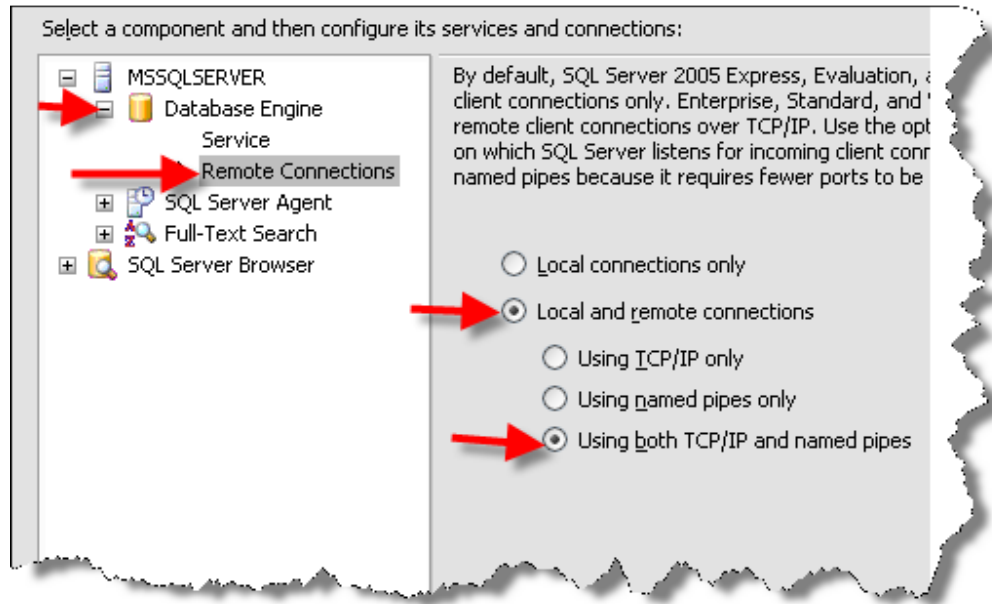 Select a component and then configure its services and connections:
MSSQLSERVER
Database Engine
Service
Remote Connections
SQL Server Agent
Full-Text Search
SQL Server Browser
By default, SQL Server 2005 Express, Evaluation,
client connections only. Enterprise, Standard, and
remote client connections over TCP/IP. Use the opt
on which SQL Server listens for incoming client conn
named pipes because it requires fewer ports to be
Local connections only
Local and remote connections
Using TCP/IP only
Using named pipes only
Using both TCP/IP and named pipes